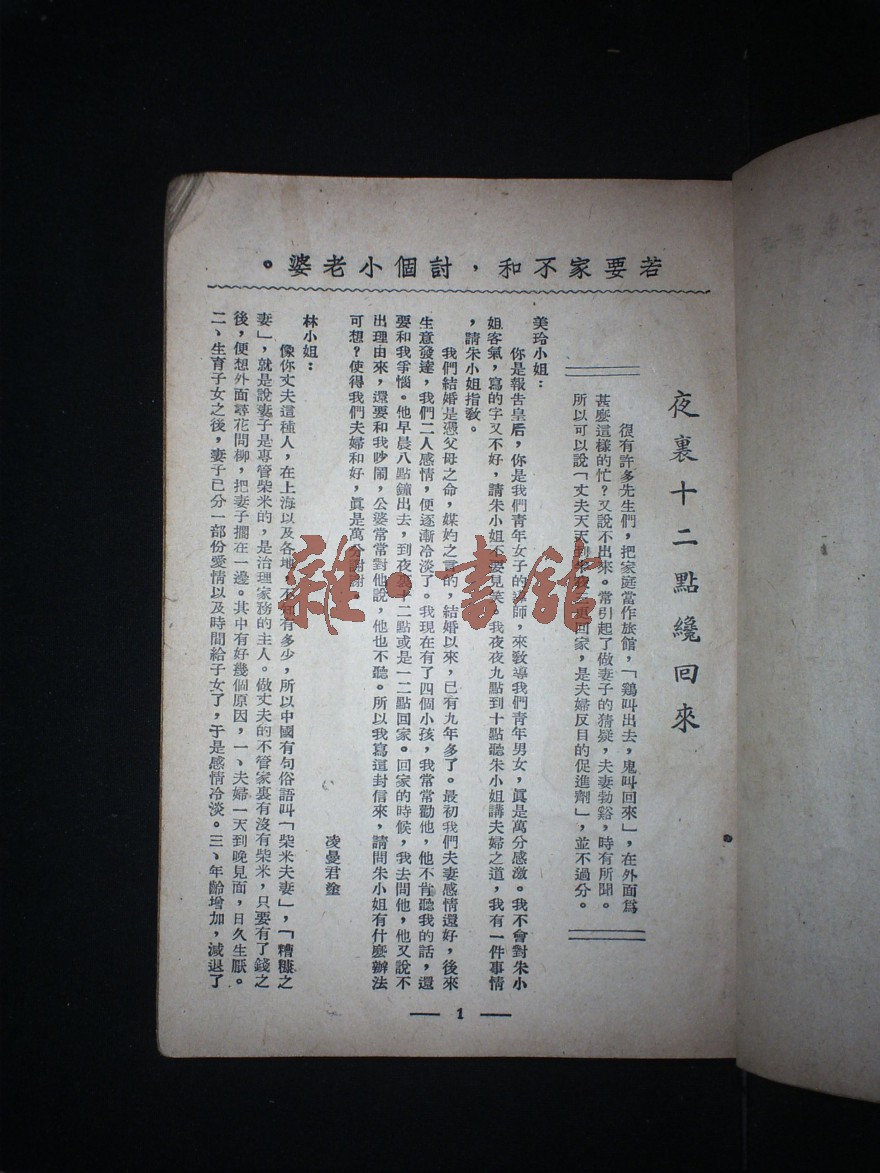 若要家不和，討個小老婆。
夜裏十二點纔回來
很有許多先生們，把家庭當作旅館，「鷄叫出去，鬼叫回來」，在外面爲
甚麼這樣的忙？又說不出來。常引起了做妻子的猜疑，夫妻勃谿，時有所聞。
所以可以說「丈夫天天到半夜三更回家，是夫婦反目的促進劑」，並不過分。
美玲小姐：
你是報告皇后，你是我們青年女子的導師，來敎導我們青年男女，眞是萬分感激。我不會對朱小
姐客氣，寫的字又不好，請朱小姐不要見笑。我夜夜九點到十點聽朱小姐講夫婦之道，我有一件事情
，請朱小姐指敎。
我們結婚是憑父母之命，媒妁之言的，結婚以來，已有九年多了。最初我們夫妻感情還好，後來
生意發達，我們二人感情，便逐漸冷淡了。我現在有了四個小孩，我常常勸他，他不肯聽我的話，還
要和我爭惱。他早晨八點鐘出去，到夜裏十二點或是一二點回家。回家的時候，我去問他，他又說不
出理由來，還要和我吵鬧，公婆常常對他說，他也不聽。所以我寫這封信來，請問朱小姐有什麼辦法
可想？使得我們夫婦和好，眞是萬分謝謝
凌曼君塗
林小姐：
像你丈夫這種人，在上海以及各地，不知有多少，所以中國有句俗語叫「柴米夫妻」，「糟糠之
妻」，就是說妻子是專管柴米的，是治理家務的主人。做丈夫的不管家裏有沒有柴米，只要有了錢之
後，便想外面尋花問柳，把妻子擱在一邊。其中有好幾個原因，一、夫婦一天到晚見面，日久生厭。
二、生育子女之後，妻子已分一部份愛情以及時間給子女了，于是感情冷淡。三、年齡增加，減退了
— 1 —
雜·書館